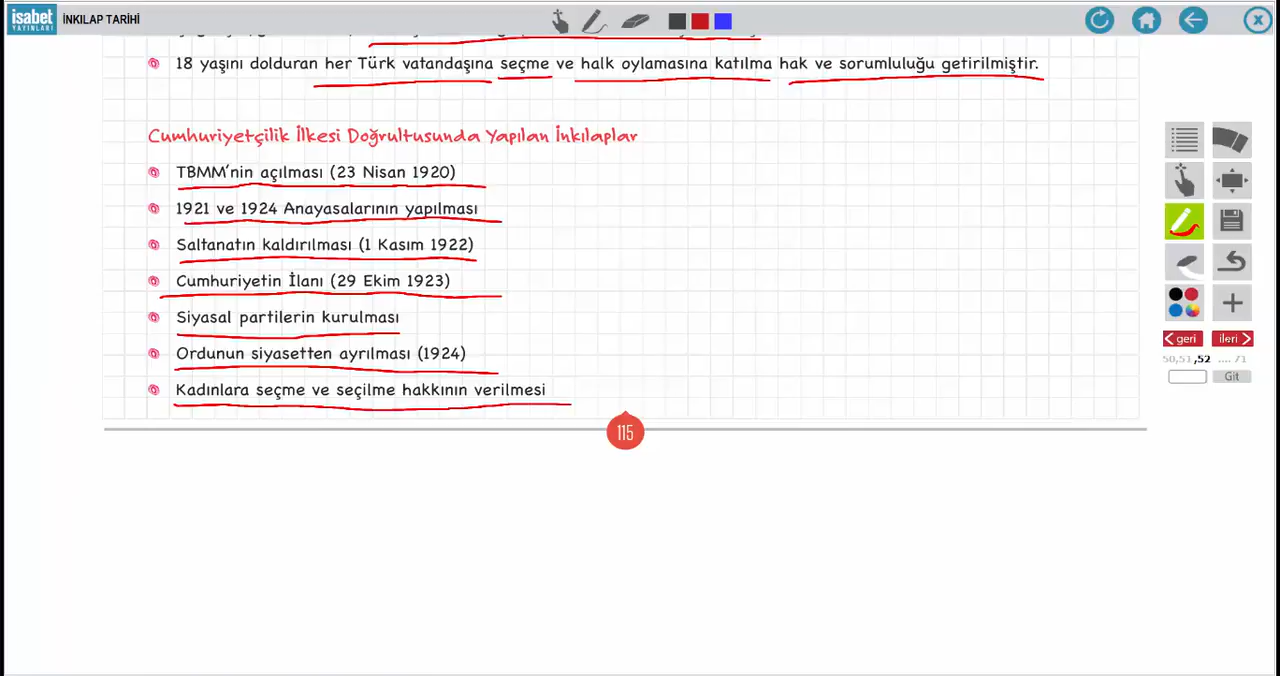 isabet
YAYINLARI
İNKILAP TARİHİ
18 yaşını dolduran her Türk vatandaşına seçme ve halk oylamasına katılma hak ve sorumluluğu getirilmiştir.
Cumhuriyetçilik İlkesi Doğrultusunda Yapılan İnkılaplar
TBMM'nin açılması (23 Nisan 1920)
1921 ve 1924 Anayasalarının yapılması
Saltanatın kaldırılması (1 Kasım 1922)
Cumhuriyetin İlanı (29 Ekim 1923)
Siyasal partilerin kurulması
Ordunun siyasetten ayrılması (1924)
Kadınlara seçme ve seçilme hakkının verilmesi
115
geri ileri
50,51 ,52 .... 71
Git